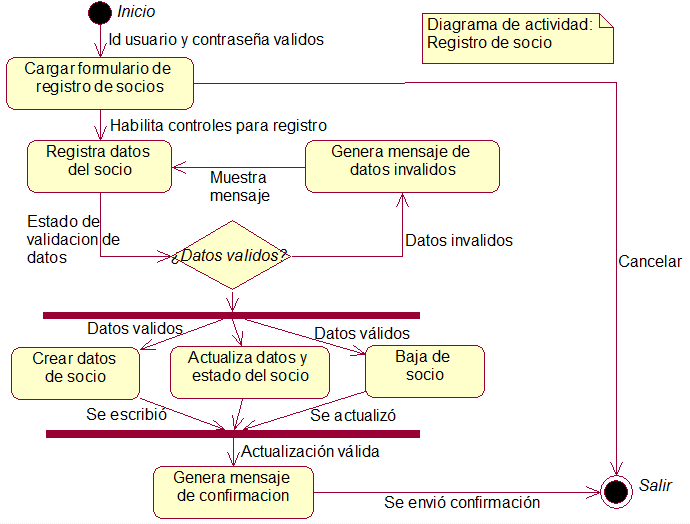 Inicio
Diagrama de actividad:
Registro de socio
Id usuario y contraseña validos
Cargar formulario de
registro de socios
Habilita controles para registro
Registra datos
del socio
Genera mensaje de
datos invalidos
Muestra
mensaje
Estado de
validacion de
datos
¿Datos validos?
Datos invalidos
Cancelar
Datos validos
Datos válidos
Crear datos
de socio
Actualiza datos y
estado del socio
Baja de
socio
Se escribió
Se actualizó
Actualización válida
Genera mensaje
de confirmacion
Se envió confirmación
Salir